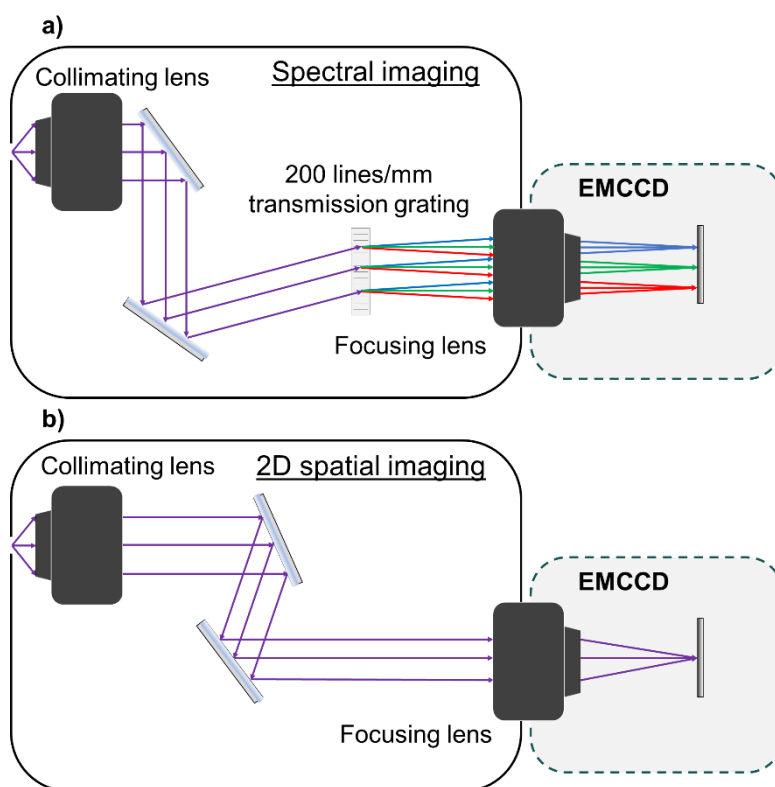 a)
Spectral imaging
Collimating lens
200 lines/mm
transmission grating
EMCCD
Focusing lens
b)
Collimating lens
2D spatial imaging
EMCCD
Focusing lens